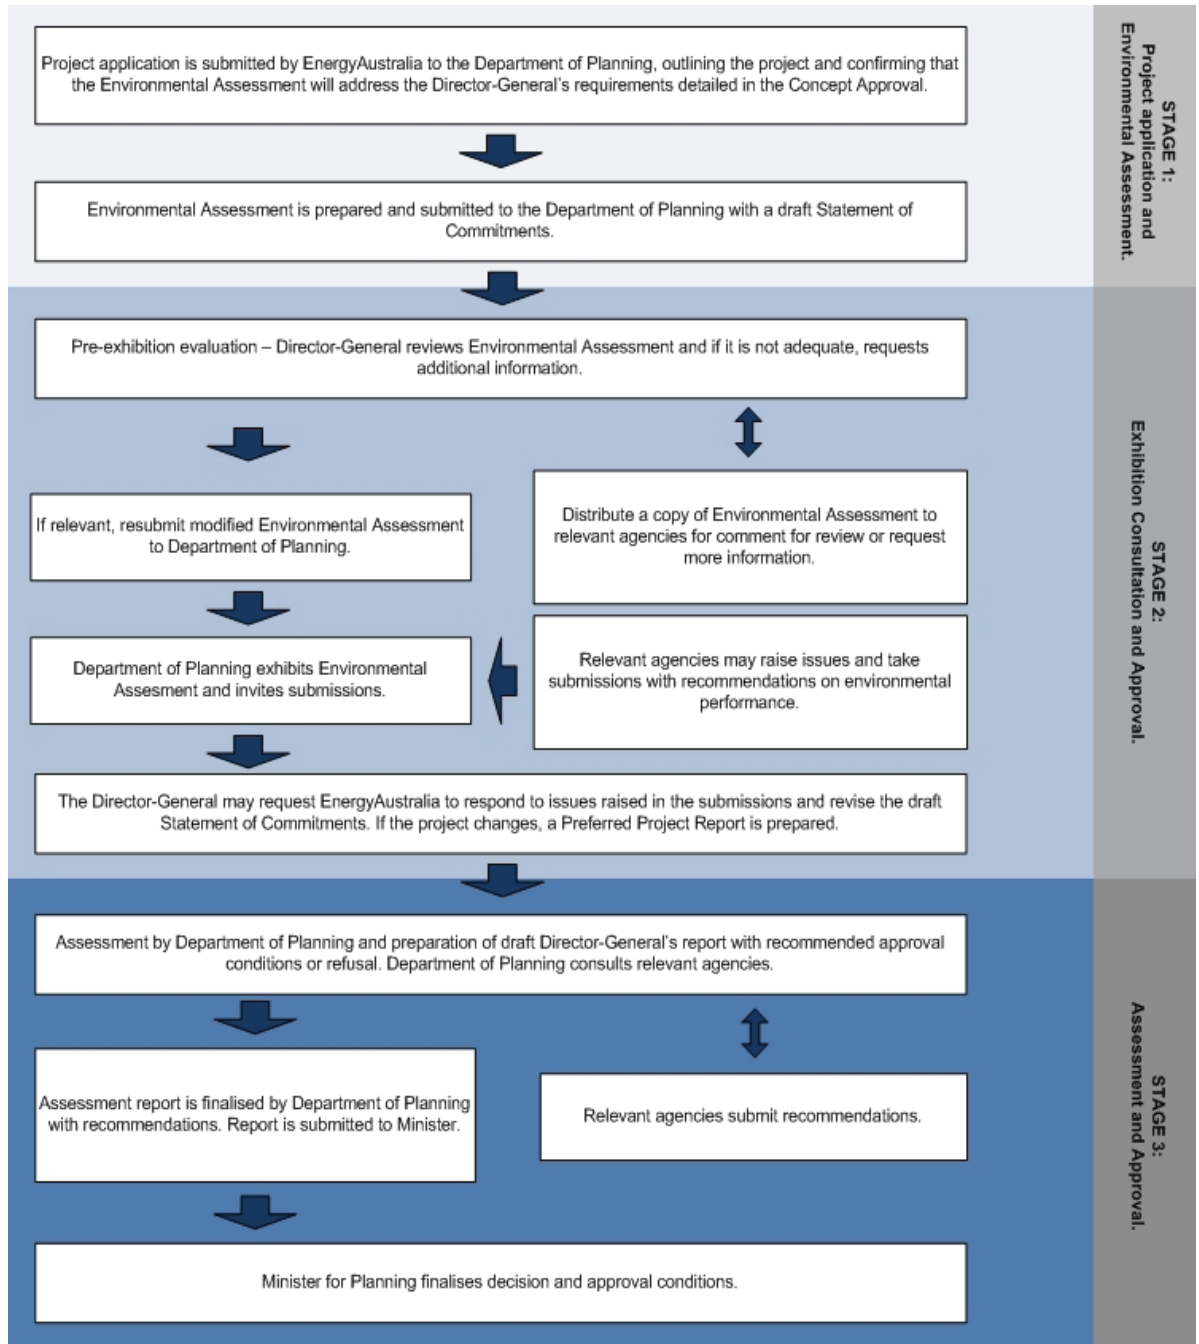 Project application is submitted by EnergyAustralia to the Department of Planning, outlining the project and confirming that
the Environmental Assessment will address the Director-General's requirements detailed in the Concept Approval.
Environmental Assessment is prepared and submitted to the Department of Planning with a draft Statement of
Commitments.
STAGE 1:
Project application and
Environmental Assessment.
Pre-exhibition evaluation – Director-General reviews Environmental Assessment and if it is not adequate, requests
additional information.
If relevant, resubmit modified Environmental Assessment
to Department of Planning.
Distribute a copy of Environmental Assessment to
relevant agencies for comment for review or request
more information.
Department of Planning exhibits Environmental
Assesment and invites submissions.
Relevant agencies may raise issues and take
submissions with recommendations on environmental
performance.
The Director-General may request EnergyAustralia to respond to issues raised in the submissions and revise the draft
Statement of Commitments. If the project changes, a Preferred Project Report is prepared.
STAGE 2:
Exhibition Consultation and Approval.
Assessment by Department of Planning and preparation of draft Director-General's report with recommended approval
conditions or refusal. Department of Planning consults relevant agencies.
Assessment report is finalised by Department of Planning
with recommendations. Report is submitted to Minister.
Relevant agencies submit recommendations.
Minister for Planning finalises decision and approval conditions.
STAGE 3:
Assessment and Approval.